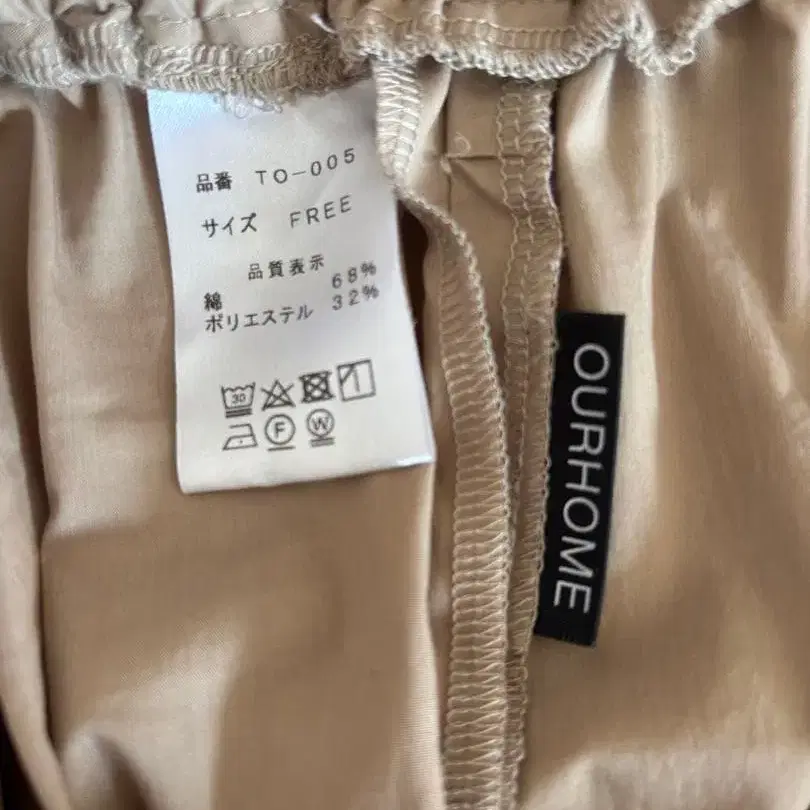 品番 TO-005
サイズ FREE
品質表示
綿 68%
ポリエステル 32%
30
F W
OURHOME